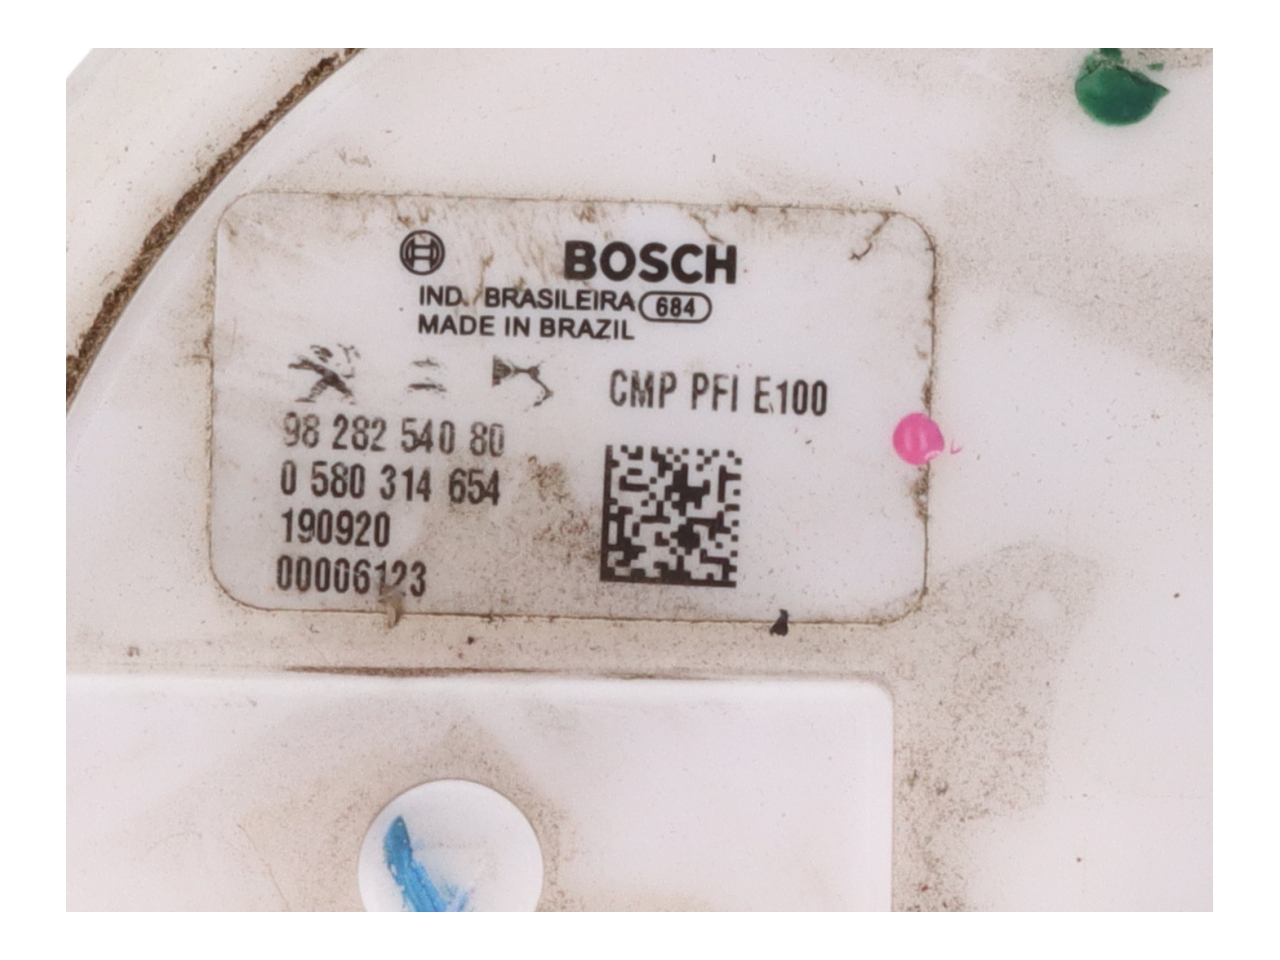 BOSCH
IND. BRASILEIRA 684
MADE IN BRAZIL
CMP PFI E100
98 282 540 80
0 580 314 654
190920
00006123